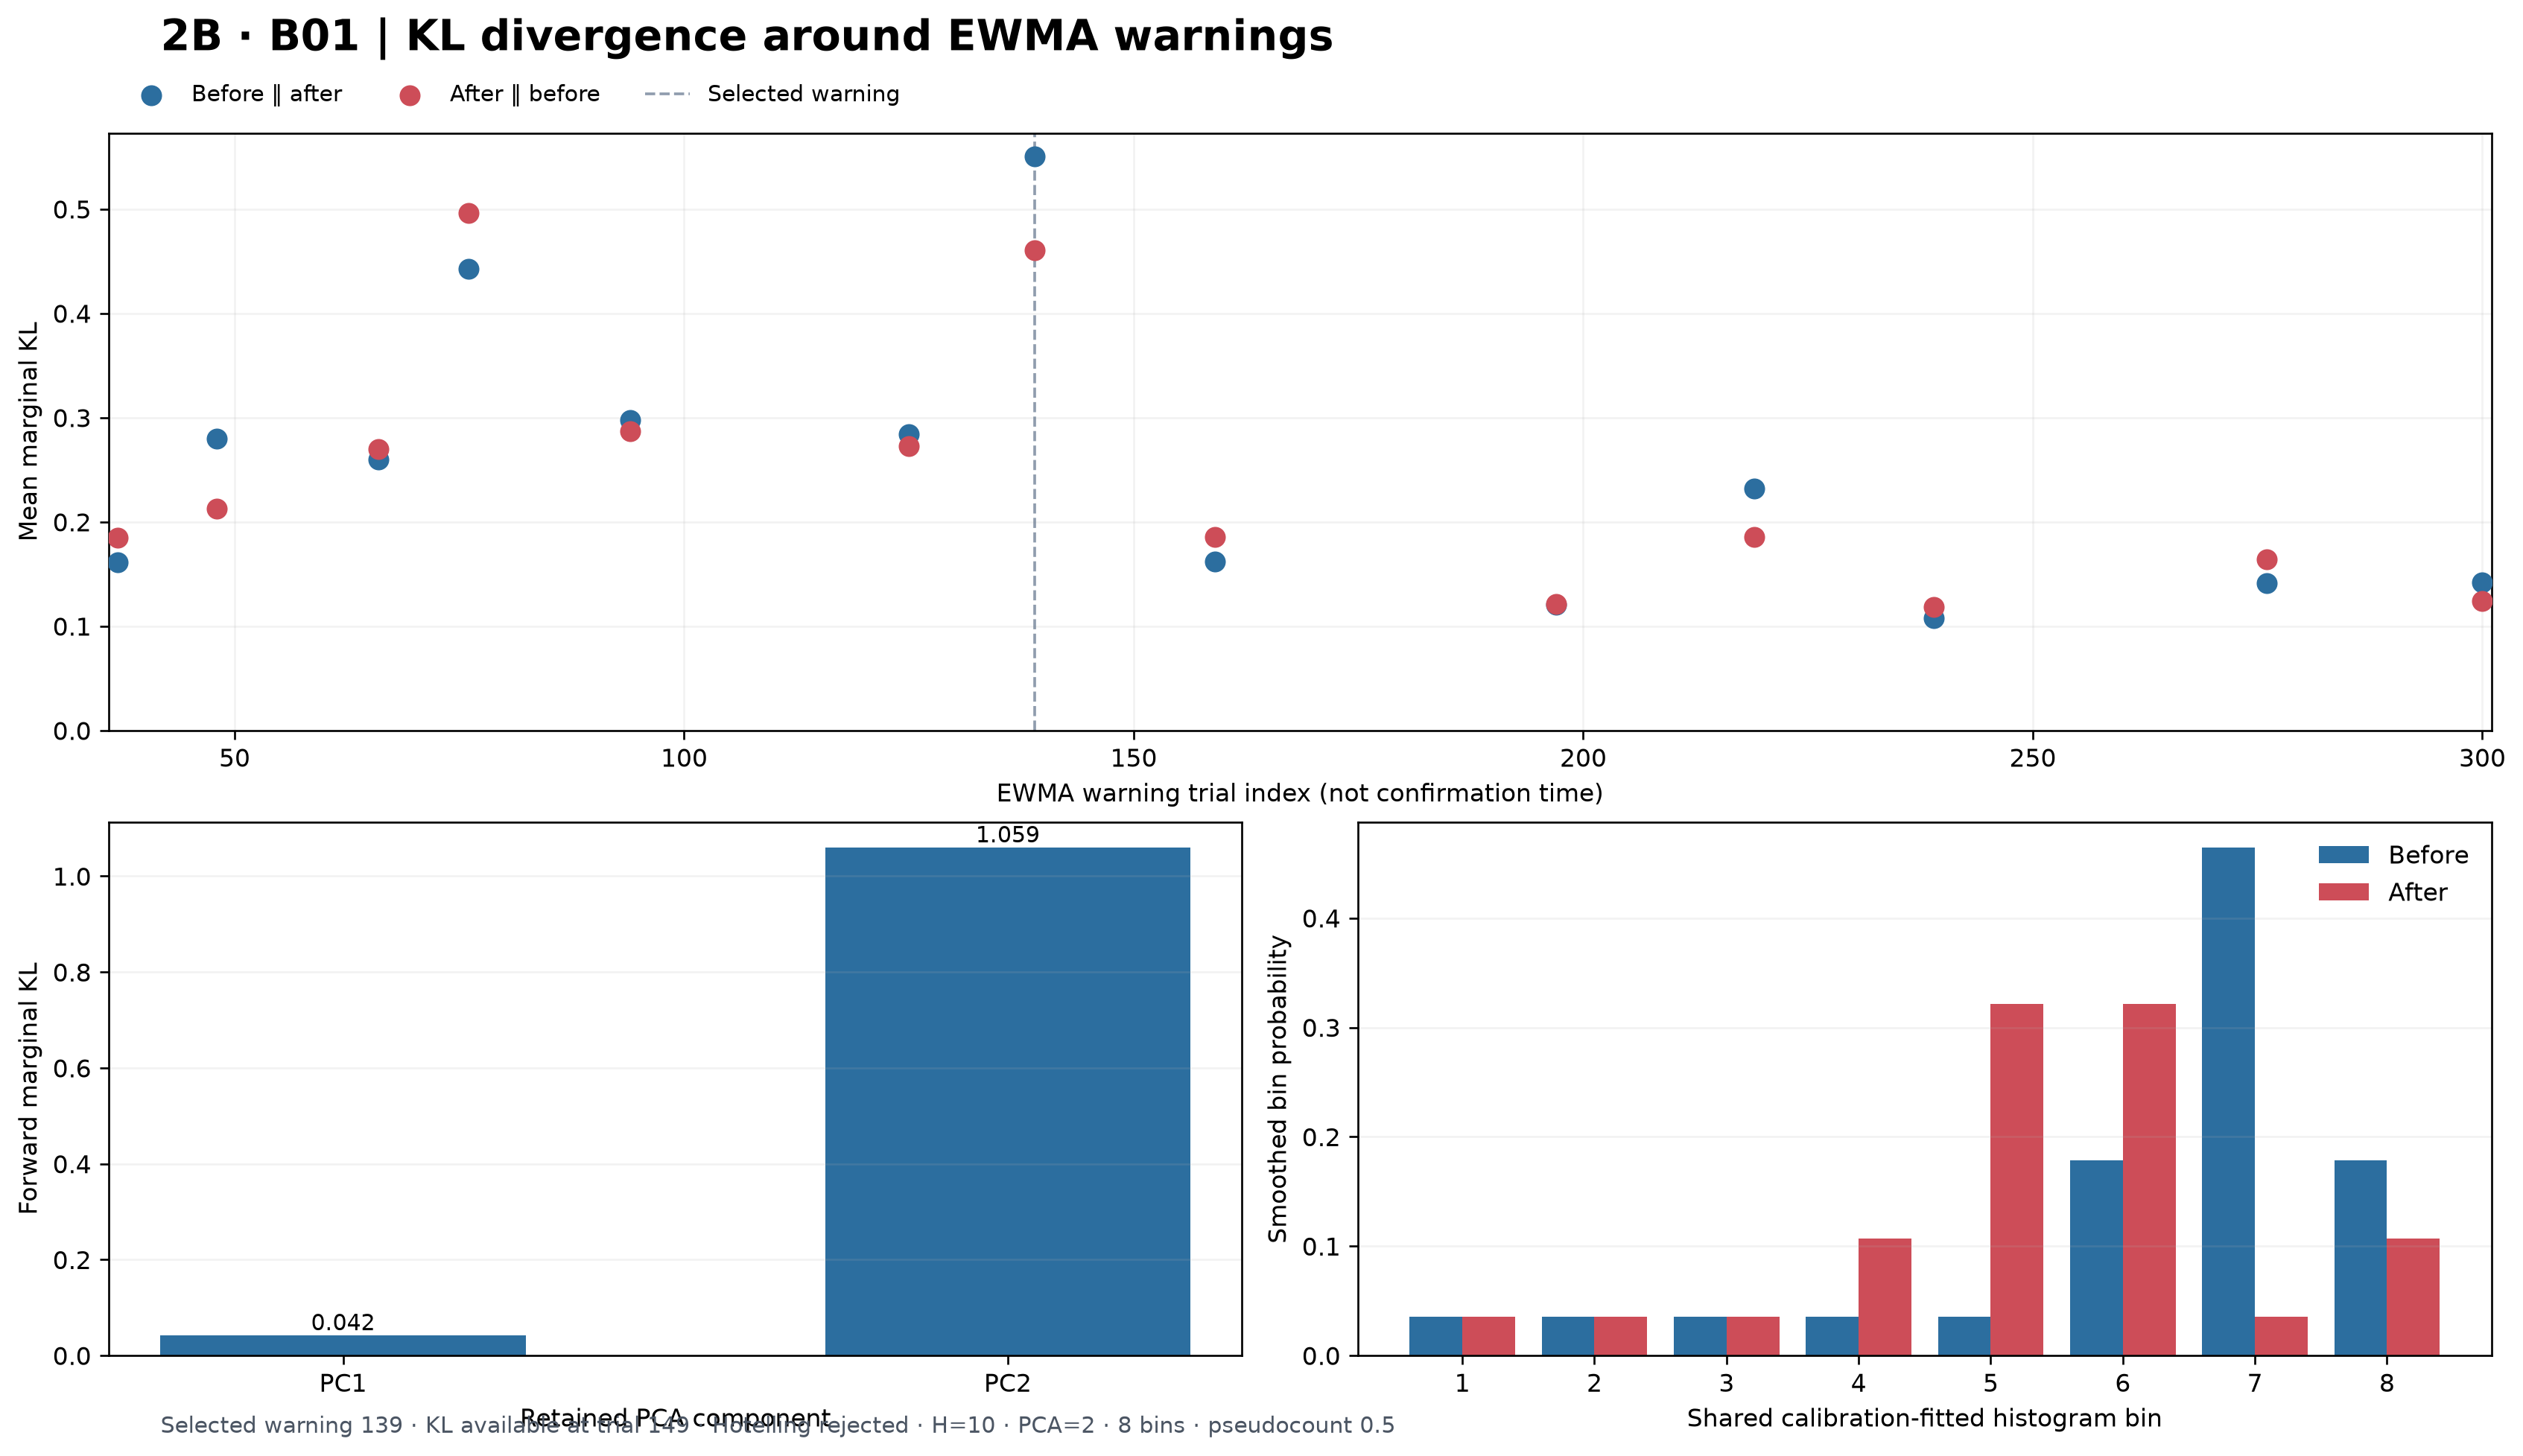 2B · B01 | KL divergence around EWMA warnings
Before ∥ after
After ∥ before
Selected warning
Mean marginal KL
0.5
0.4
0.3
0.2
0.1
0.0
50 100 150 200 250 300
EWMA warning trial index (not confirmation time)
Forward marginal KL
1.0
0.8
0.6
0.4
0.2
0.0
0.042
1.059
PC1 PC2
Retained PCA component
Smoothed bin probability
0.4
0.3
0.2
0.1
0.0
Before
After
1 2 3 4 5 6 7 8
Shared calibration-fitted histogram bin
Selected warning 139 · KL available at trial 149 · Hotelling rejected · H=10 · PCA=2 · 8 bins · pseudocount 0.5